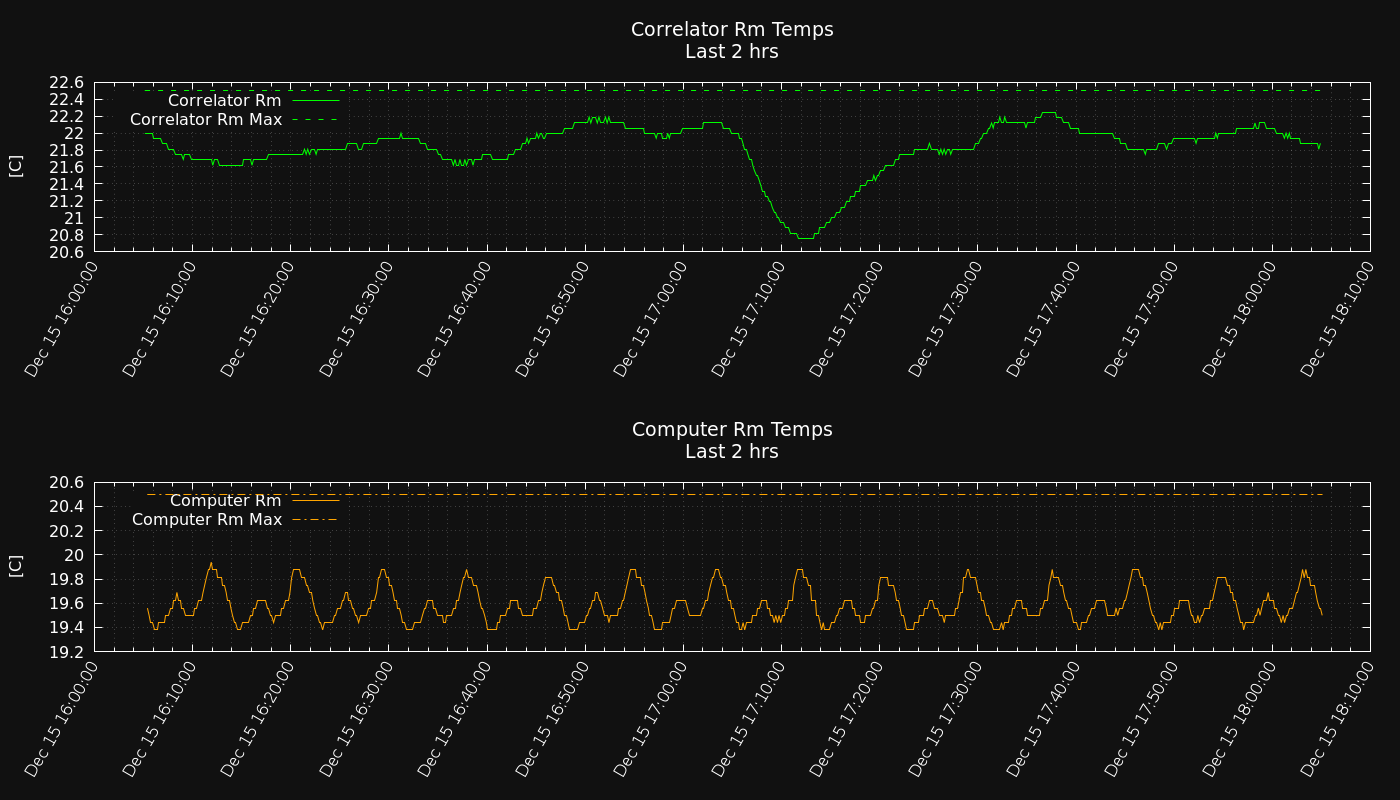 Correlator Rm Temps
Last 2 hrs
22.6
22.4
22.2
22
21.8
21.6
21.4
21.2
21
20.8
20.6
[C]
Correlator Rm
Correlator Rm Max
Dec 15 16:00:00
Dec 15 16:10:00
Dec 15 16:20:00
Dec 15 16:30:00
Dec 15 16:40:00
Dec 15 16:50:00
Dec 15 17:00:00
Dec 15 17:10:00
Dec 15 17:20:00
Dec 15 17:30:00
Dec 15 17:40:00
Dec 15 17:50:00
Dec 15 18:00:00
Dec 15 18:10:00
Computer Rm Temps
Last 2 hrs
20.6
20.4
20.2
20
19.8
19.6
19.4
19.2
[C]
Computer Rm
Computer Rm Max
Dec 15 16:00:00
Dec 15 16:10:00
Dec 15 16:20:00
Dec 15 16:30:00
Dec 15 16:40:00
Dec 15 16:50:00
Dec 15 17:00:00
Dec 15 17:10:00
Dec 15 17:20:00
Dec 15 17:30:00
Dec 15 17:40:00
Dec 15 17:50:00
Dec 15 18:00:00
Dec 15 18:10:00